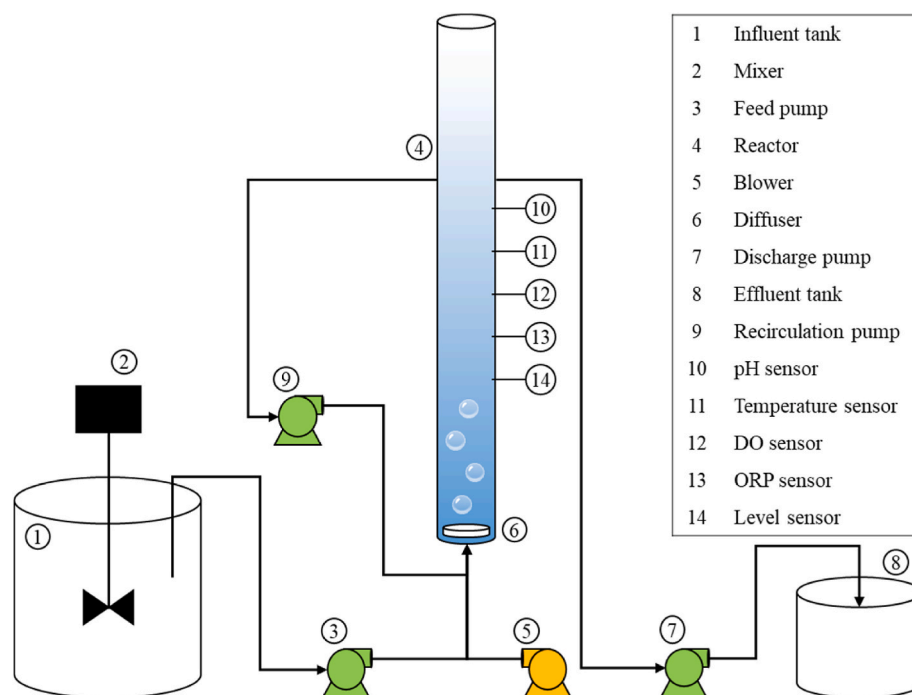 1 Influent tank
2 Mixer
3 Feed pump
4 Reactor
5 Blower
6 Diffuser
7 Discharge pump
8 Effluent tank
9 Recirculation pump
10 pH sensor
11 Temperature sensor
12 DO sensor
13 ORP sensor
14 Level sensor
4
10
11
12
13
14
2
9
1
6
8
3
5
7